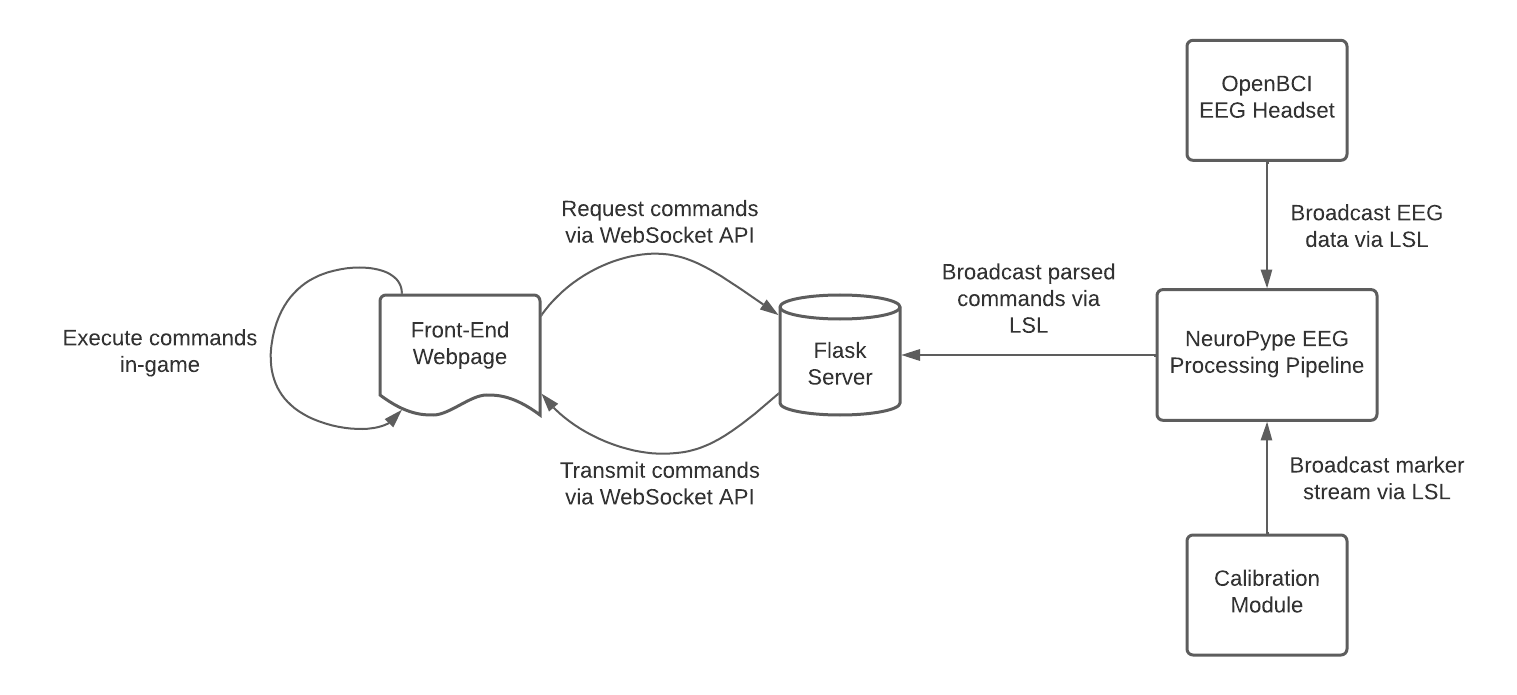 OpenBCI
EEG Headset
Broadcast EEG
data via LSL
Request commands
via WebSocket API
Broadcast parsed
commands via
LSL
Execute commands
in-game
Front-End
Webpage
Flask
Server
NeuroPype EEG
Processing Pipeline
Transmit commands
via WebSocket API
Broadcast marker
stream via LSL
Calibration
Module